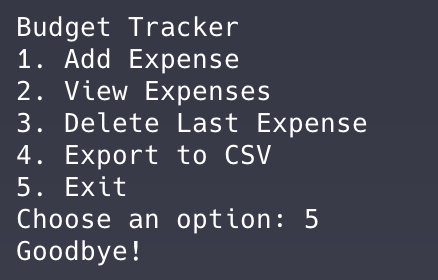 Budget Tracker
1. Add Expense
2. View Expenses
3. Delete Last Expense
4. Export to CSV
5. Exit
Choose an option: 5
Goodbye!